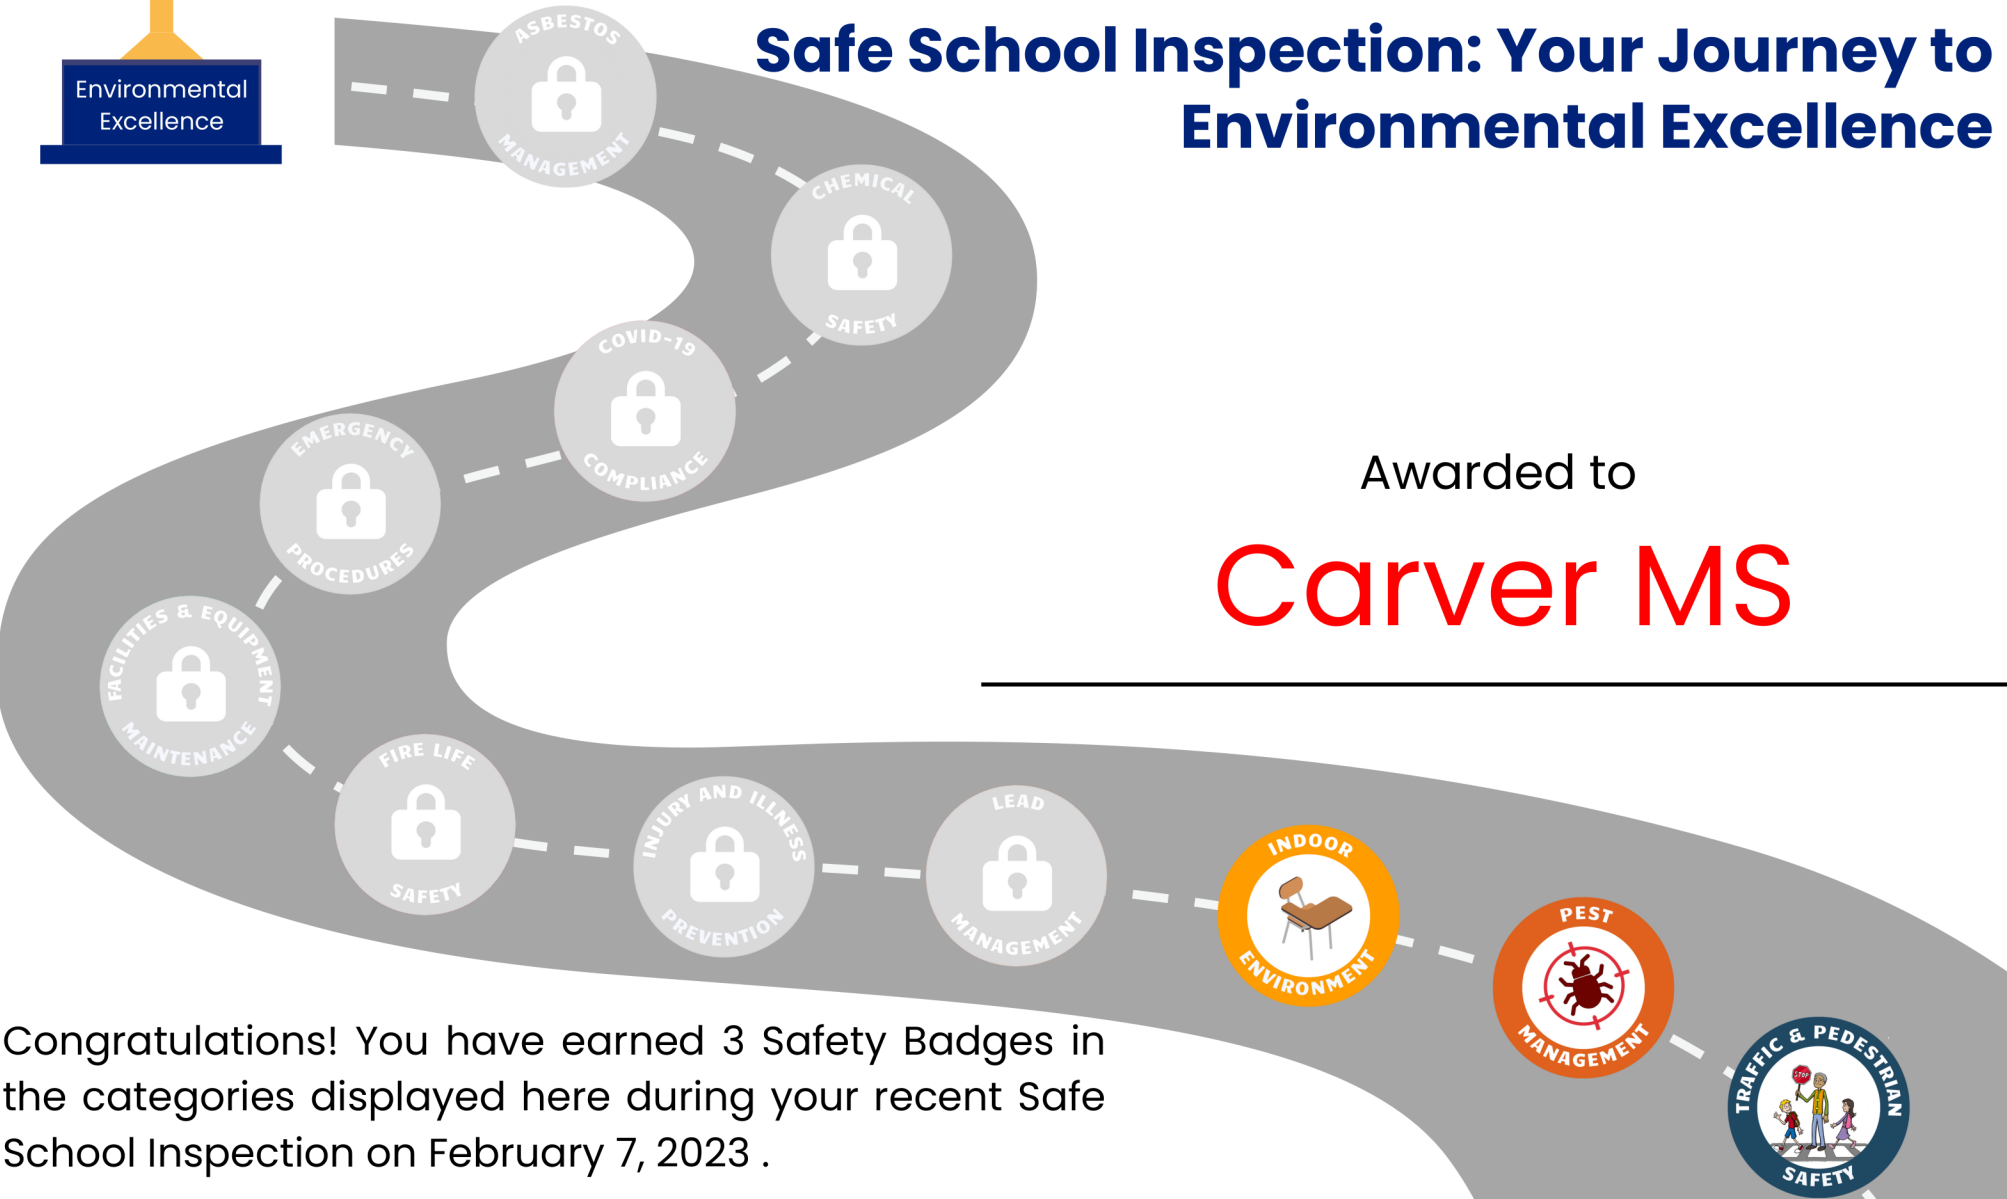 Environmental
Excellence
Safe School Inspection: Your Journey to
Environmental Excellence
ASBESTOS
MANAGEMENT
CHEMICAL
SAFETY
COVID-19
COMPLIANCE
EMERGENCY
PROCEDURES
FACILITIES & EQUIPMENT
MAINTENANCE
FIRE LIFE
SAFETY
INJURY AND ILLNESS
PREVENTION
LEAD
MANAGEMENT
INDOOR
ENVIRONMENT
PEST
MANAGEMENT
TRAFFIC & PEDESTRIAN
STOP
SAFETY
Awarded to
Carver MS
Congratulations! You have earned 3 Safety Badges in
the categories displayed here during your recent Safe
School Inspection on February 7, 2023 .